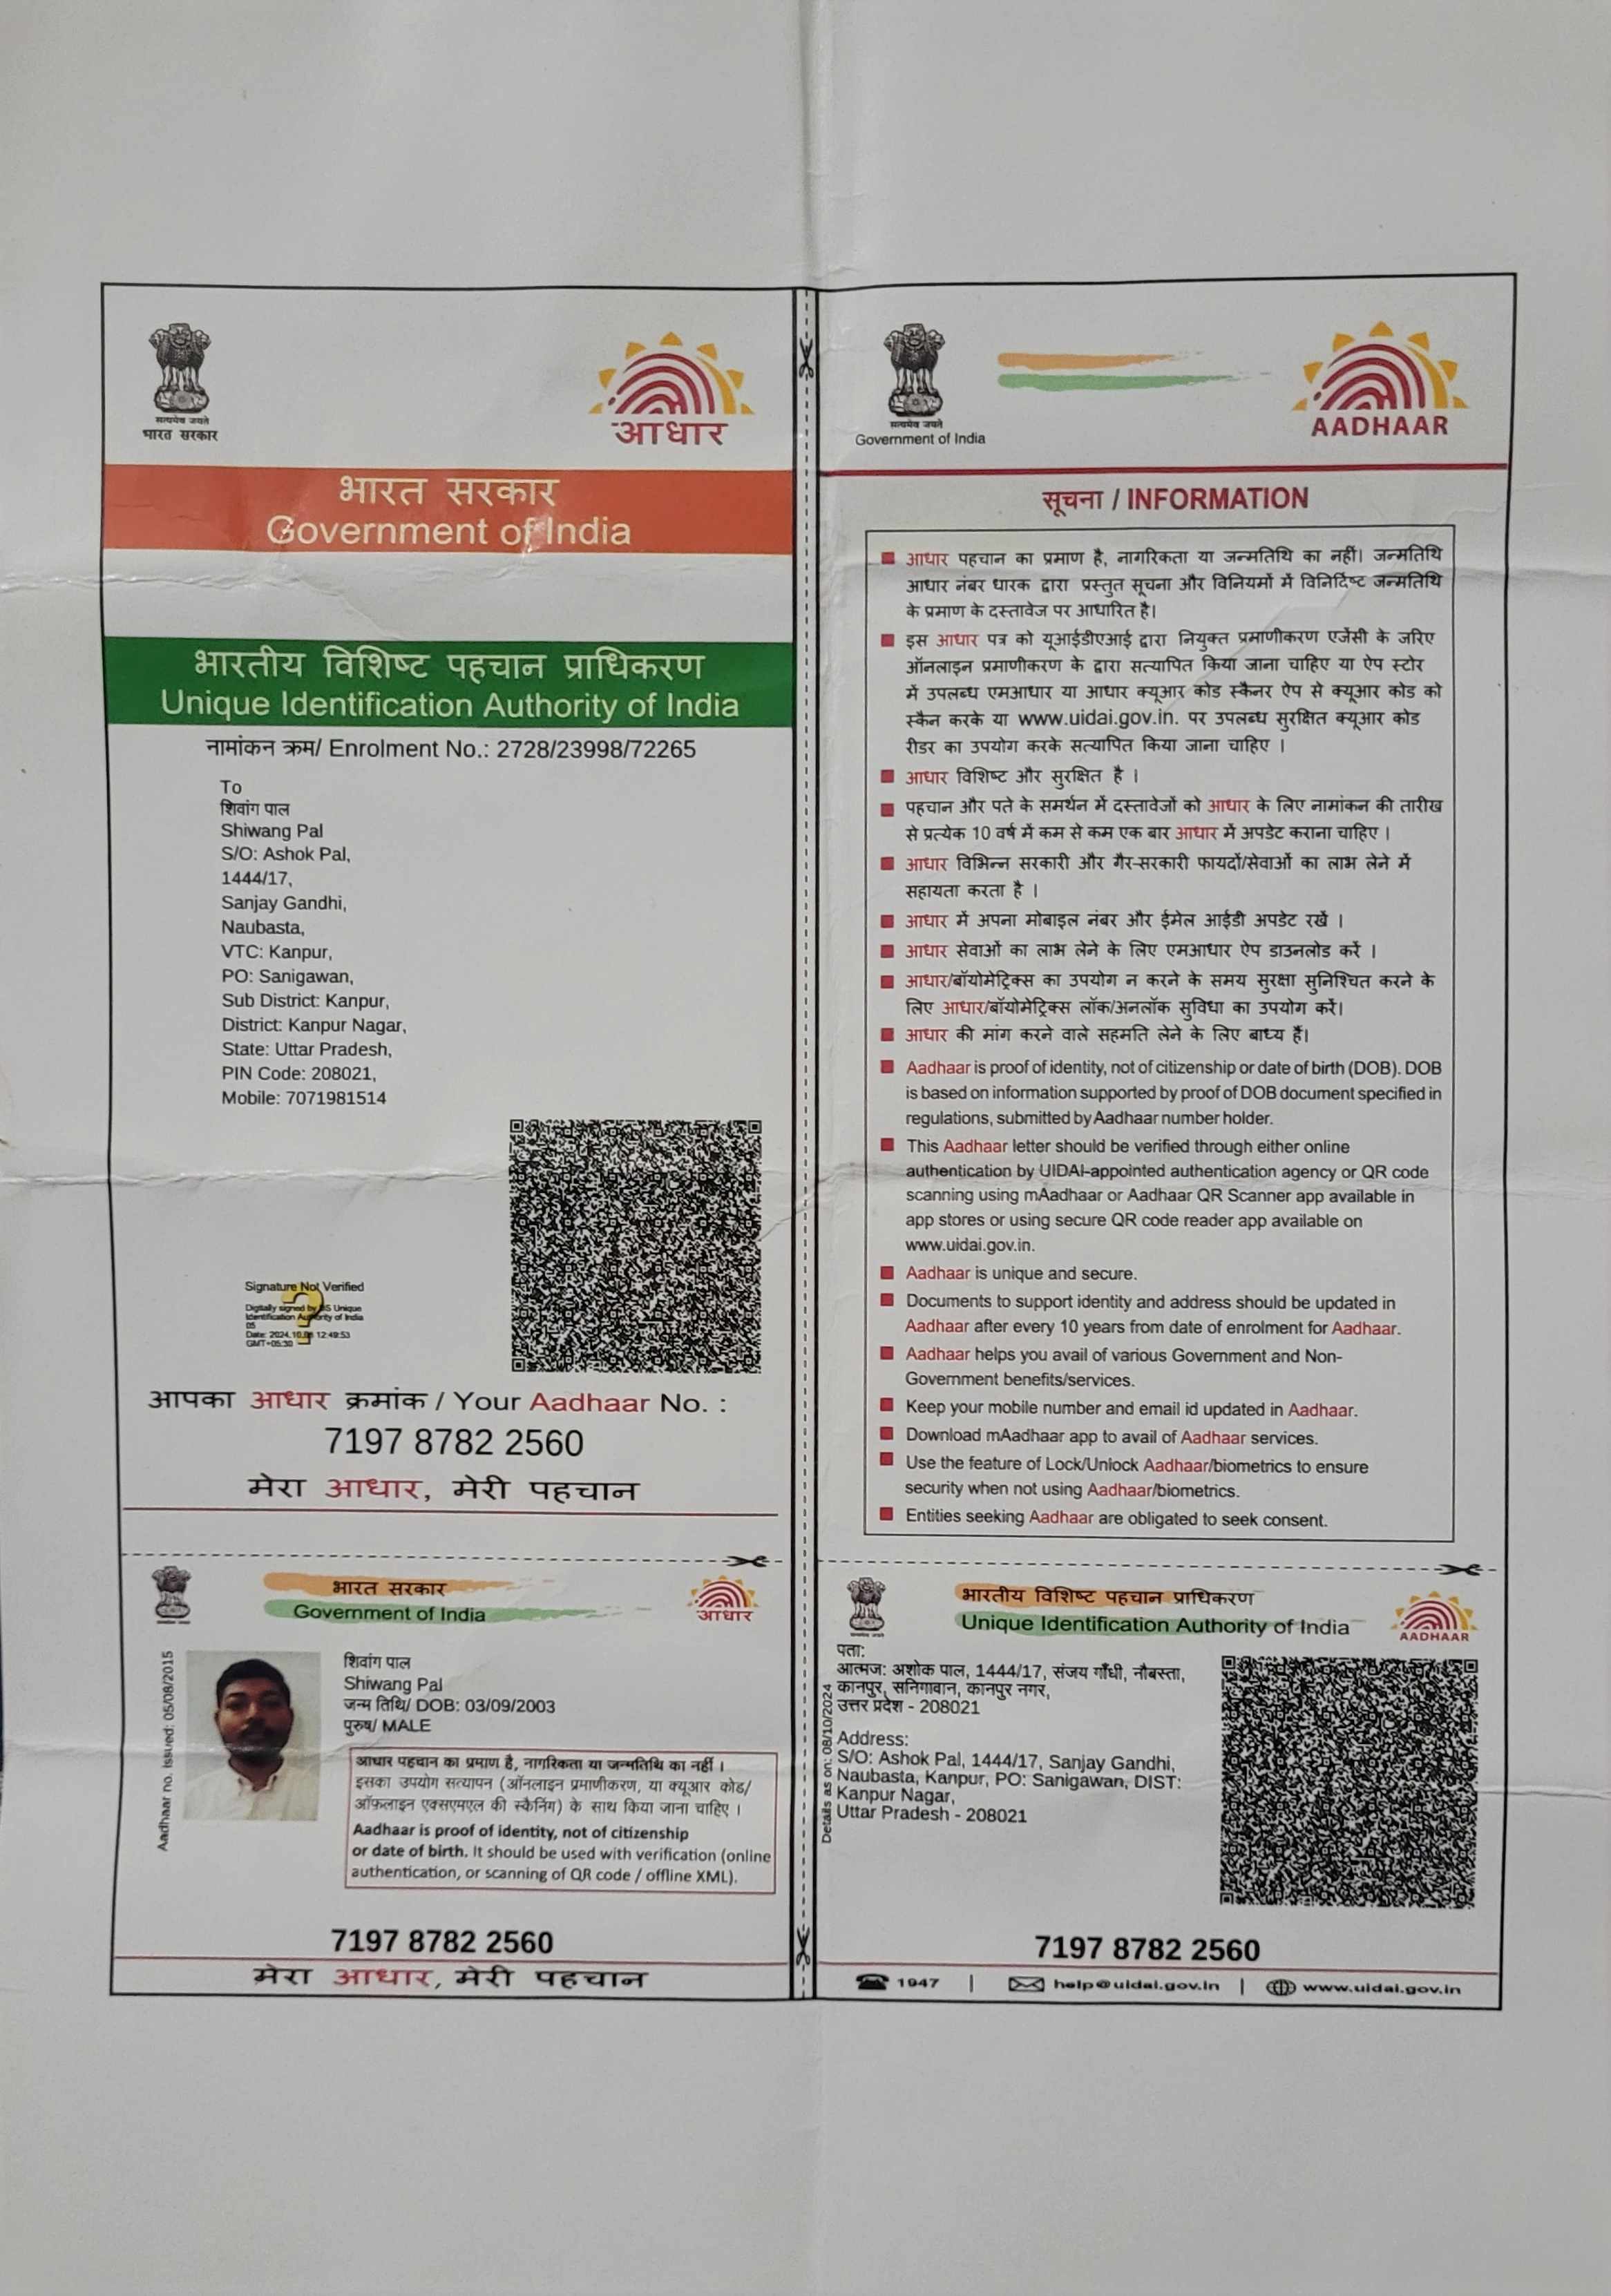 सत्यमेव जयते
भारत सरकार
आधार
भारत सरकार
Government of India
भारतीय विशिष्ट पहचान प्राधिकरण
Unique Identification Authority of India
नामांकन क्रम/ Enrolment No.: 2728/23998/72265
To
शिवांग पाल
Shiwang Pal
S/O: Ashok Pal,
1444/17,
Sanjay Gandhi,
Naubasta,
VTC: Kanpur,
PO: Sanigawan,
Sub District: Kanpur,
District: Kanpur Nagar,
State: Uttar Pradesh,
PIN Code: 208021,
Mobile: 7071981514
Signature Not Verified
Digitally signed by DS Unique
Identification Authority of India
05
Date: 2024.10.08 12:49:53
GMT+05:30
आपका आधार क्रमांक / Your Aadhaar No. :
7197 8782 2560
मेरा आधार, मेरी पहचान
भारत सरकार
Government of India
आधार
Aadhaar no. issued: 05/08/2015
शिवांग पाल
Shiwang Pal
जन्म तिथि/ DOB: 03/09/2003
पुरुष/ MALE
आधार पहचान का प्रमाण है, नागरिकता या जन्मतिथि का नहीं ।
इसका उपयोग सत्यापन (ऑनलाइन प्रमाणीकरण, या क्यूआर कोड/
ऑफ़लाइन एक्सएमएल की स्कैनिंग) के साथ किया जाना चाहिए ।
Aadhaar is proof of identity, not of citizenship
or date of birth. It should be used with verification (online
authentication, or scanning of QR code / offline XML).
7197 8782 2560
मेरा आधार, मेरी पहचान
सत्यमेव जयते
Government of India
AADHAAR
सूचना / INFORMATION
आधार पहचान का प्रमाण है, नागरिकता या जन्मतिथि का नहीं। जन्मतिथि
आधार नंबर धारक द्वारा प्रस्तुत सूचना और विनियमों में विनिर्दिष्ट जन्मतिथि
के प्रमाण के दस्तावेज पर आधारित है।
इस आधार पत्र को यूआईडीएआई द्वारा नियुक्त प्रमाणीकरण एजेंसी के जरिए
ऑनलाइन प्रमाणीकरण के द्वारा सत्यापित किया जाना चाहिए या ऐप स्टोर
में उपलब्ध एमआधार या आधार क्यूआर कोड स्कैनर ऐप से क्यूआर कोड को
स्कैन करके या www.uidai.gov.in. पर उपलब्ध सुरक्षित क्यूआर कोड
रीडर का उपयोग करके सत्यापित किया जाना चाहिए ।
आधार विशिष्ट और सुरक्षित है ।
पहचान और पते के समर्थन में दस्तावेजों को आधार के लिए नामांकन की तारीख
से प्रत्येक 10 वर्ष में कम से कम एक बार आधार में अपडेट कराना चाहिए ।
आधार विभिन्न सरकारी और गैर-सरकारी फायदों/सेवाओं का लाभ लेने में
सहायता करता है ।
आधार में अपना मोबाइल नंबर और ईमेल आईडी अपडेट रखें ।
आधार सेवाओं का लाभ लेने के लिए एमआधार ऐप डाउनलोड करें ।
आधार/बॉयोमेट्रिक्स का उपयोग न करने के समय सुरक्षा सुनिश्चित करने के
लिए आधार/बॉयोमेट्रिक्स लॉक/अनलॉक सुविधा का उपयोग करें।
आधार की मांग करने वाले सहमति लेने के लिए बाध्य हैं।
Aadhaar is proof of identity, not of citizenship or date of birth (DOB). DOB
is based on information supported by proof of DOB document specified in
regulations, submitted by Aadhaar number holder.
This Aadhaar letter should be verified through either online
authentication by UIDAI-appointed authentication agency or QR code
scanning using mAadhaar or Aadhaar QR Scanner app available in
app stores or using secure QR code reader app available on
www.uidai.gov.in.
Aadhaar is unique and secure.
Documents to support identity and address should be updated in
Aadhaar after every 10 years from date of enrolment for Aadhaar.
Aadhaar helps you avail of various Government and Non-
Government benefits/services.
Keep your mobile number and email id updated in Aadhaar.
Download mAadhaar app to avail of Aadhaar services.
Use the feature of Lock/Unlock Aadhaar/biometrics to ensure
security when not using Aadhaar/biometrics.
Entities seeking Aadhaar are obligated to seek consent.
भारतीय विशिष्ट पहचान प्राधिकरण
Unique Identification Authority of India
AADHAAR
Details as on: 08/10/2024
पता:
आत्मज: अशोक पाल, 1444/17, संजय गाँधी, नौबस्ता,
कानपुर, सनिगावान, कानपुर नगर,
उत्तर प्रदेश - 208021
Address:
S/O: Ashok Pal, 1444/17, Sanjay Gandhi,
Naubasta, Kanpur, PO: Sanigawan, DIST:
Kanpur Nagar,
Uttar Pradesh - 208021
7197 8782 2560
1947 | help@uidai.gov.in | www.uidai.gov.in